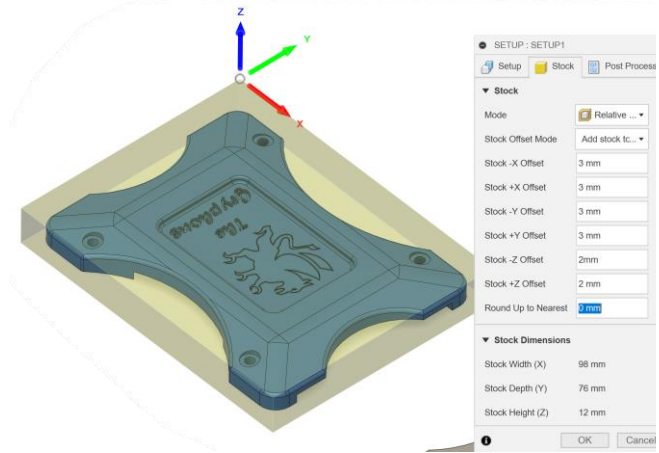 Z
Y
X
The
Gryphons
SETUP : SETUP1
Setup
Stock
Post Process
Stock
Mode
Relative ...
Stock Offset Mode
Add stock tc...
Stock -X Offset
3 mm
Stock +X Offset
3 mm
Stock -Y Offset
3 mm
Stock +Y Offset
3 mm
Stock -Z Offset
2mm
Stock +Z Offset
2 mm
Round Up to Nearest
0 mm
Stock Dimensions
Stock Width (X)
98 mm
Stock Depth (Y)
76 mm
Stock Height (Z)
12 mm
OK
Cancel